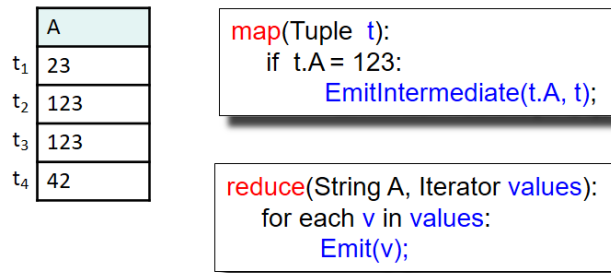 A
t1 23
t2 123
t3 123
t4 42
map(Tuple t):
if t.A = 123:
EmitIntermediate(t.A, t);
reduce(String A, Iterator values):
for each v in values:
Emit(v);